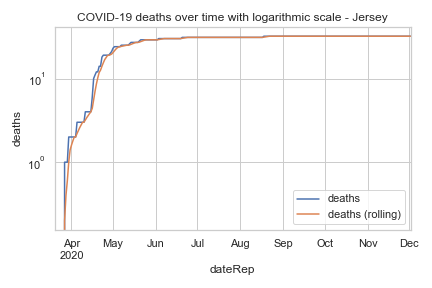 COVID-19 deaths over time with logarithmic scale - Jersey
deaths
10¹
10⁰
deaths
deaths (rolling)
Apr May Jun Jul Aug Sep Oct Nov Dec
2020
dateRep